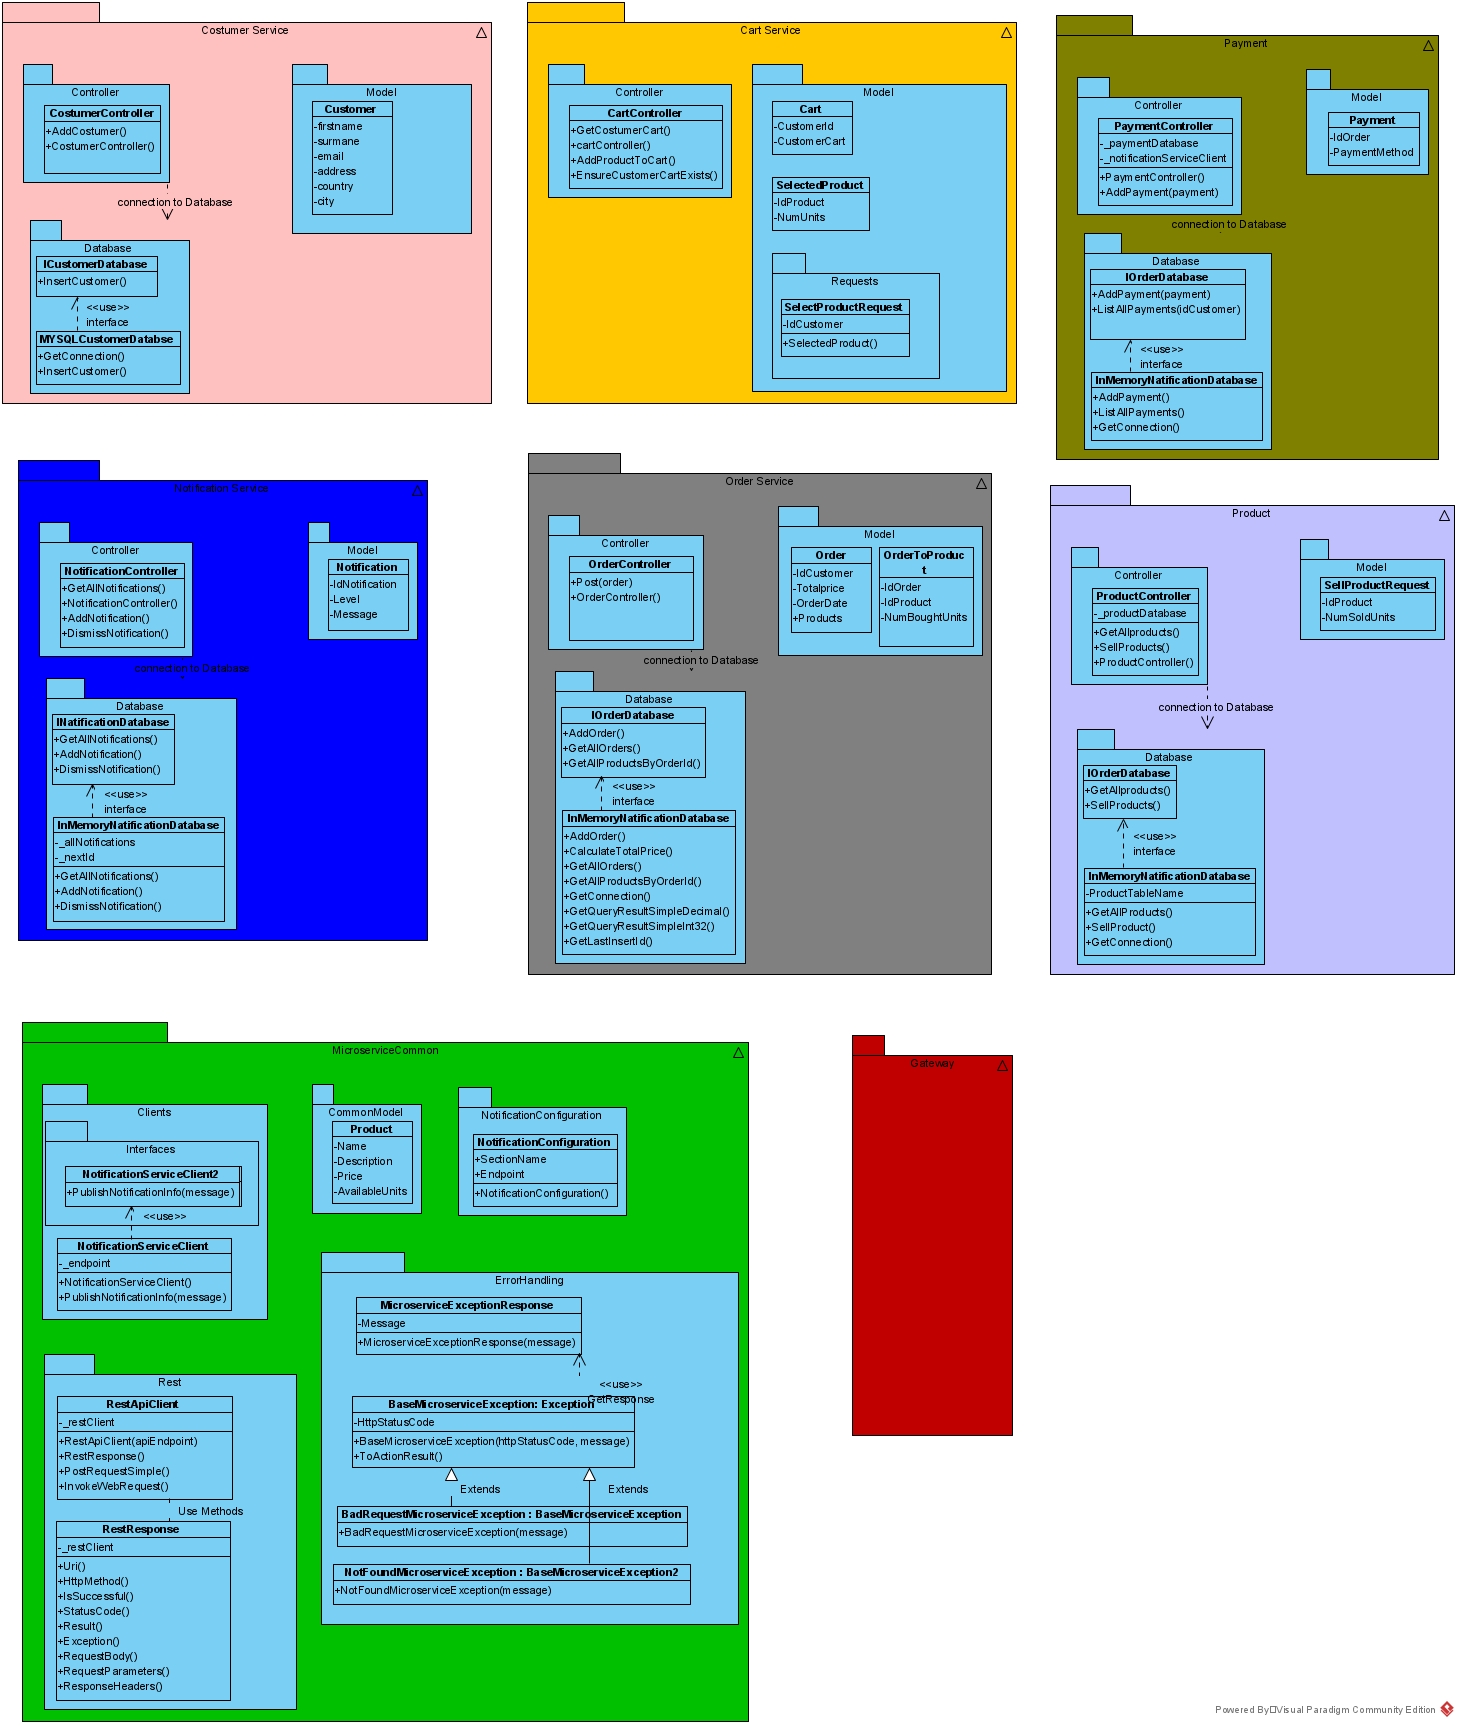 Costumer Service
Controller
CostumerController
+AddCostumer()
+CostumerController()
Model
Customer
-firstname
-surmane
-email
-address
-country
-city
connection to Database
Database
ICustomerDatabase
+InsertCustomer()
<<use>>
interface
MYSQLCustomerDatabse
+GetConnection()
+InsertCustomer()
Cart Service
Controller
CartController
+GetCostumerCart()
+cartController()
+AddProductToCart()
+EnsureCustomerCartExists()
Model
Cart
-CustomerId
-CustomerCart
SelectedProduct
-IdProduct
-NumUnits
Requests
SelectProductRequest
-IdCustomer
+SelectedProduct()
Payment
Controller
PaymentController
-_paymentDatabase
-_notificationServiceClient
+PaymentController()
+AddPayment(payment)
Model
Payment
-IdOrder
-PaymentMethod
connection to Database
Database
IOrderDatabase
+AddPayment(payment)
+ListAllPayments(idCustomer)
<<use>>
interface
InMemoryNatificationDatabase
+AddPayment()
+ListAllPayments()
+GetConnection()
Notification Service
Controller
NotificationController
+GetAllNotifications()
+NotificationController()
+AddNotification()
+DismissNotification()
Model
Notification
-IdNotification
-Level
-Message
connection to Database
Database
INatificationDatabase
+GetAllNotifications()
+AddNotification()
+DismissNotification()
<<use>>
interface
InMemoryNatificationDatabase
-_allNotifications
-_nextId
+GetAllNotifications()
+AddNotification()
+DismissNotification()
Order Service
Controller
OrderController
+Post(order)
+OrderController()
Model
Order
-IdCustomer
-Totalprice
-OrderDate
+Products
OrderToProduc
t
-IdOrder
-IdProduct
-NumBoughtUnits
connection to Database
Database
IOrderDatabase
+AddOrder()
+GetAllOrders()
+GetAllProductsByOrderId()
<<use>>
interface
InMemoryNatificationDatabase
+AddOrder()
+CalculateTotalPrice()
+GetAllOrders()
+GetAllProductsByOrderId()
+GetConnection()
+GetQueryResultSimpleDecimal()
+GetQueryResultSimpleInt32()
+GetLastInsertId()
Product
Controller
ProductController
-_productDatabase
+GetAllproducts()
+SellProducts()
+ProductController()
Model
SellProductRequest
-IdProduct
-NumSoldUnits
connection to Database
Database
IOrderDatabase
+GetAllproducts()
+SellProducts()
<<use>>
interface
InMemoryNatificationDatabase
-ProductTableName
+GetAllProducts()
+SellProduct()
+GetConnection()
MicroserviceCommon
Clients
Interfaces
NotificationServiceClient2
+PublishNotificationInfo(message)
<<use>>
NotificationServiceClient
-_endpoint
+NotificationServiceClient()
+PublishNotificationInfo(message)
CommonModel
Product
-Name
-Description
-Price
-AvailableUnits
NotificationConfiguration
NotificationConfiguration
+SectionName
+Endpoint
+NotificationConfiguration()
ErrorHandling
MicroserviceExceptionResponse
-Message
+MicroserviceExceptionResponse(message)
<<use>>
GetResponse
BaseMicroserviceException: Exception
-HttpStatusCode
+BaseMicroserviceException(httpStatusCode, message)
+ToActionResult()
Extends
Extends
BadRequestMicroserviceException : BaseMicroserviceException
+BadRequestMicroserviceException(message)
NotFoundMicroserviceException : BaseMicroserviceException2
+NotFoundMicroserviceException(message)
Rest
RestApiClient
-_restClient
+RestApiClient(apiEndpoint)
+RestResponse()
+PostRequestSimple()
+InvokeWebRequest()
Use Methods
RestResponse
-_restClient
+Uri()
+HttpMethod()
+IsSuccessful()
+StatusCode()
+Result()
+Exception()
+RequestBody()
+RequestParameters()
+ResponseHeaders()
Gateway
Powered By Visual Paradigm Community Edition